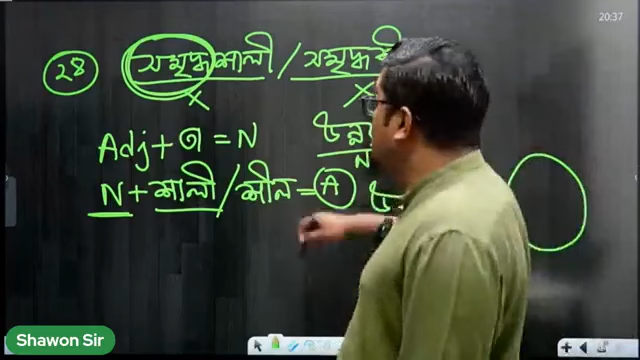 20:37
২৪ সমৃদ্ধশালী / সমৃদ্ধ
Adj + তা = N
N
N + শালী / শীল = A
Shawon Sir